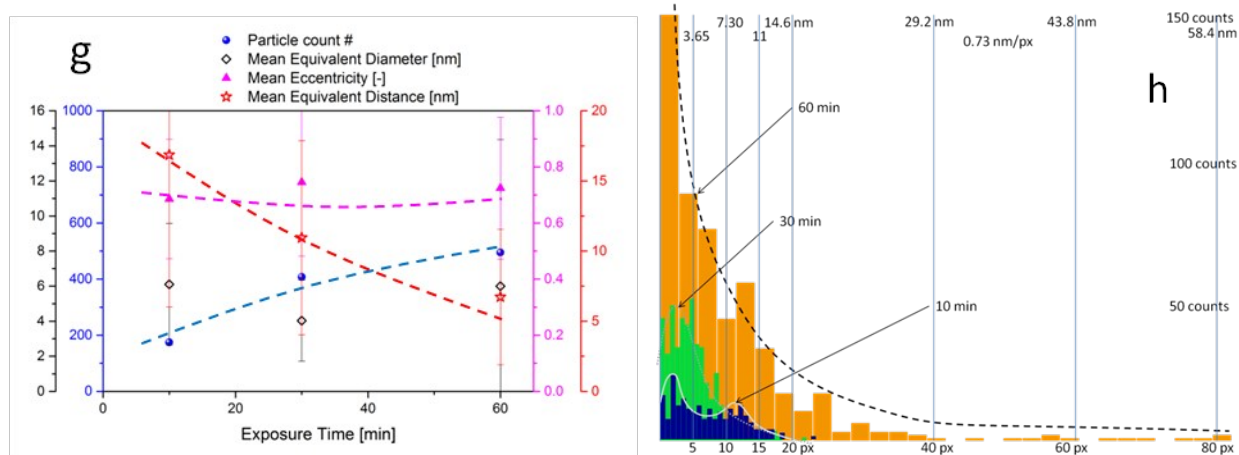 g
Particle count #
Mean Equivalent Diameter [nm]
Mean Eccentricity [-]
Mean Equivalent Distance [nm]
16
14
12
10
8
6
4
2
0
1000
800
600
400
200
0
1.0
0.8
0.6
0.4
0.2
0.0
20
15
10
5
0
0 20 40 60
Exposure Time [min]
h
7.30 14.6 nm 29.2 nm 43.8 nm 150 counts
3.65 11 0.73 nm/px 58.4 nm
60 min
100 counts
30 min
10 min
50 counts
5 10 15 20 px 40 px 60 px 80 px